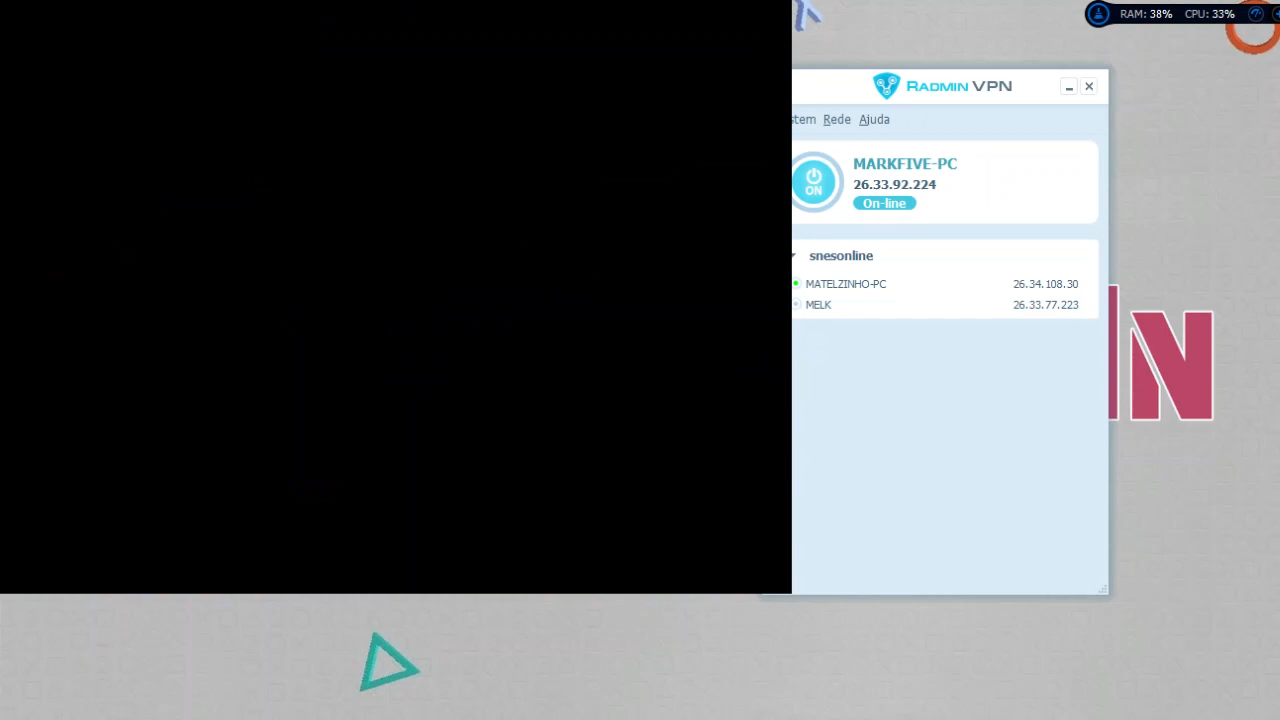 RAM: 38% CPU: 33%
RADMIN VPN
stem Rede Ajuda
MARKFIVE-PC
ON
26.33.92.224
On-line
snesonline
MATELZINHO-PC 26.34.108.30
MELK 26.33.77.223
N